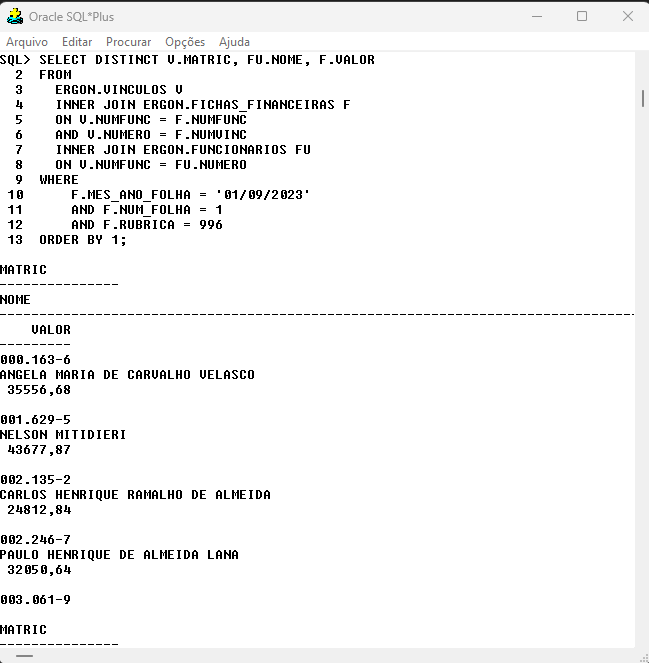 Oracle SQL*Plus
Arquivo Editar Procurar Opções Ajuda
SQL> SELECT DISTINCT V.MATRIC, FU.NOME, F.VALOR
  2  FROM
  3    ERGON.VINCULOS V
  4    INNER JOIN ERGON.FICHAS_FINANCEIRAS F
  5    ON V.NUMFUNC = F.NUMFUNC
  6    AND V.NUMERO = F.NUMVINC
  7    INNER JOIN ERGON.FUNCIONARIOS FU
  8    ON V.NUMFUNC = FU.NUMERO
  9  WHERE
 10      F.MES_ANO_FOLHA = '01/09/2023'
 11      AND F.NUM_FOLHA = 1
 12      AND F.RUBRICA = 996
 13  ORDER BY 1;
MATRIC
---------------
NOME
--------------------------------------------------------------------------------
    VALOR
---------
000.163-6
ANGELA MARIA DE CARVALHO VELASCO
 35556,68
001.629-5
NELSON MITIDIERI
 43677,87
002.135-2
CARLOS HENRIQUE RAMALHO DE ALMEIDA
 24812,84
002.246-7
PAULO HENRIQUE DE ALMEIDA LANA
 32050,64
003.061-9
MATRIC
---------------